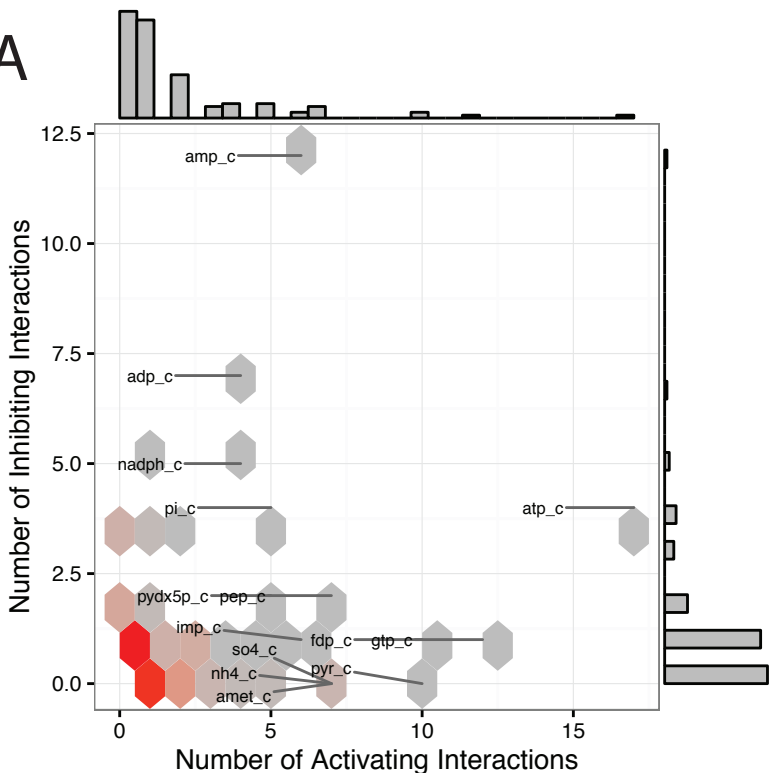 A
12.5
amp_c
10.0
7.5
adp_c
5.0
nadph_c
pi_c
atp_c
2.5
pydx5p_c
pep_c
imp_c
fdp_c
gtp_c
so4_c
pyr_c
nh4_c
0.0
amet_c
0
5
10
15
Number of Activating Interactions
Number of Inhibiting Interactions